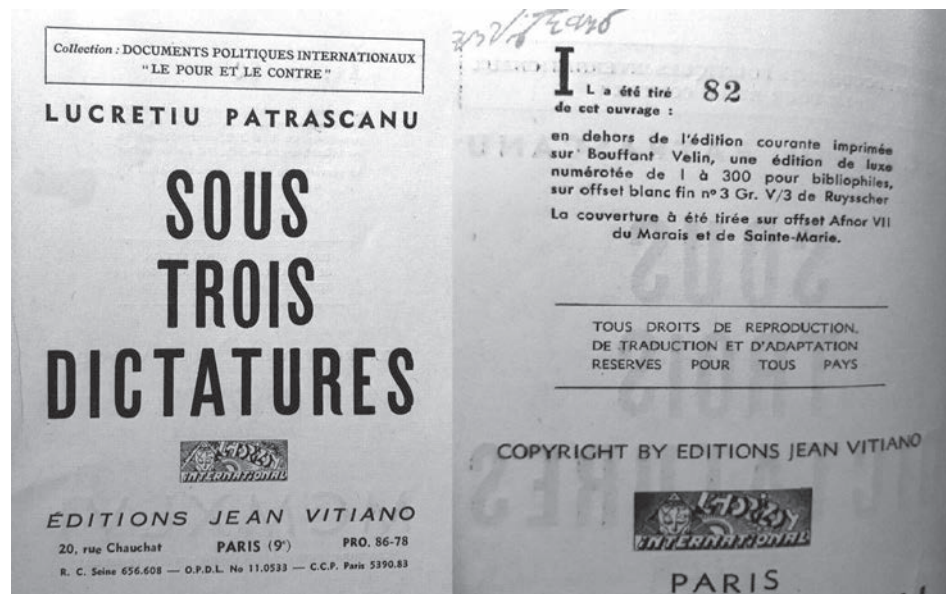 Collection : DOCUMENTS POLITIQUES INTERNATIONAUX
"LE POUR ET LE CONTRE"
LUCRETIU PATRASCANU
SOUS
TROIS
DICTATURES
INTERNATIONAL
ÉDITIONS JEAN VITIANO
20, rue Chauchat PARIS (9e) PRO. 86-78
R. C. Seine 656.608 — O.P.D.L. No 11.0533 — C.C.P. Paris 5390.83
IL a été tiré 82
de cet ouvrage :
en dehors de l'édition courante imprimée
sur Bouffant Velin, une édition de luxe
numérotée de I à 300 pour bibliophiles,
sur offset blanc fin nº 3 Gr. V/3 de Ruysscher
La couverture à été tirée sur offset Afnor VII
du Marais et de Sainte-Marie.
TOUS DROITS DE REPRODUCTION.
DE TRADUCTION ET D'ADAPTATION
RESERVES POUR TOUS PAYS
COPYRIGHT BY EDITIONS JEAN VITIANO
INTERNATIONAL
PARIS